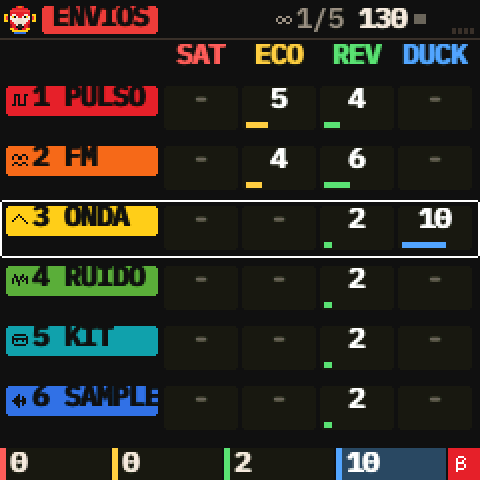 ENVIOS ∞1/5 130
SAT ECO REV DUCK
1 PULSO - 5 4 -
2 FM - 4 6 -
3 ONDA - - 2 10
4 RUIDO - - 2 -
5 KIT - - 2 -
6 SAMPLE - - 2 -
0 0 2 10 β